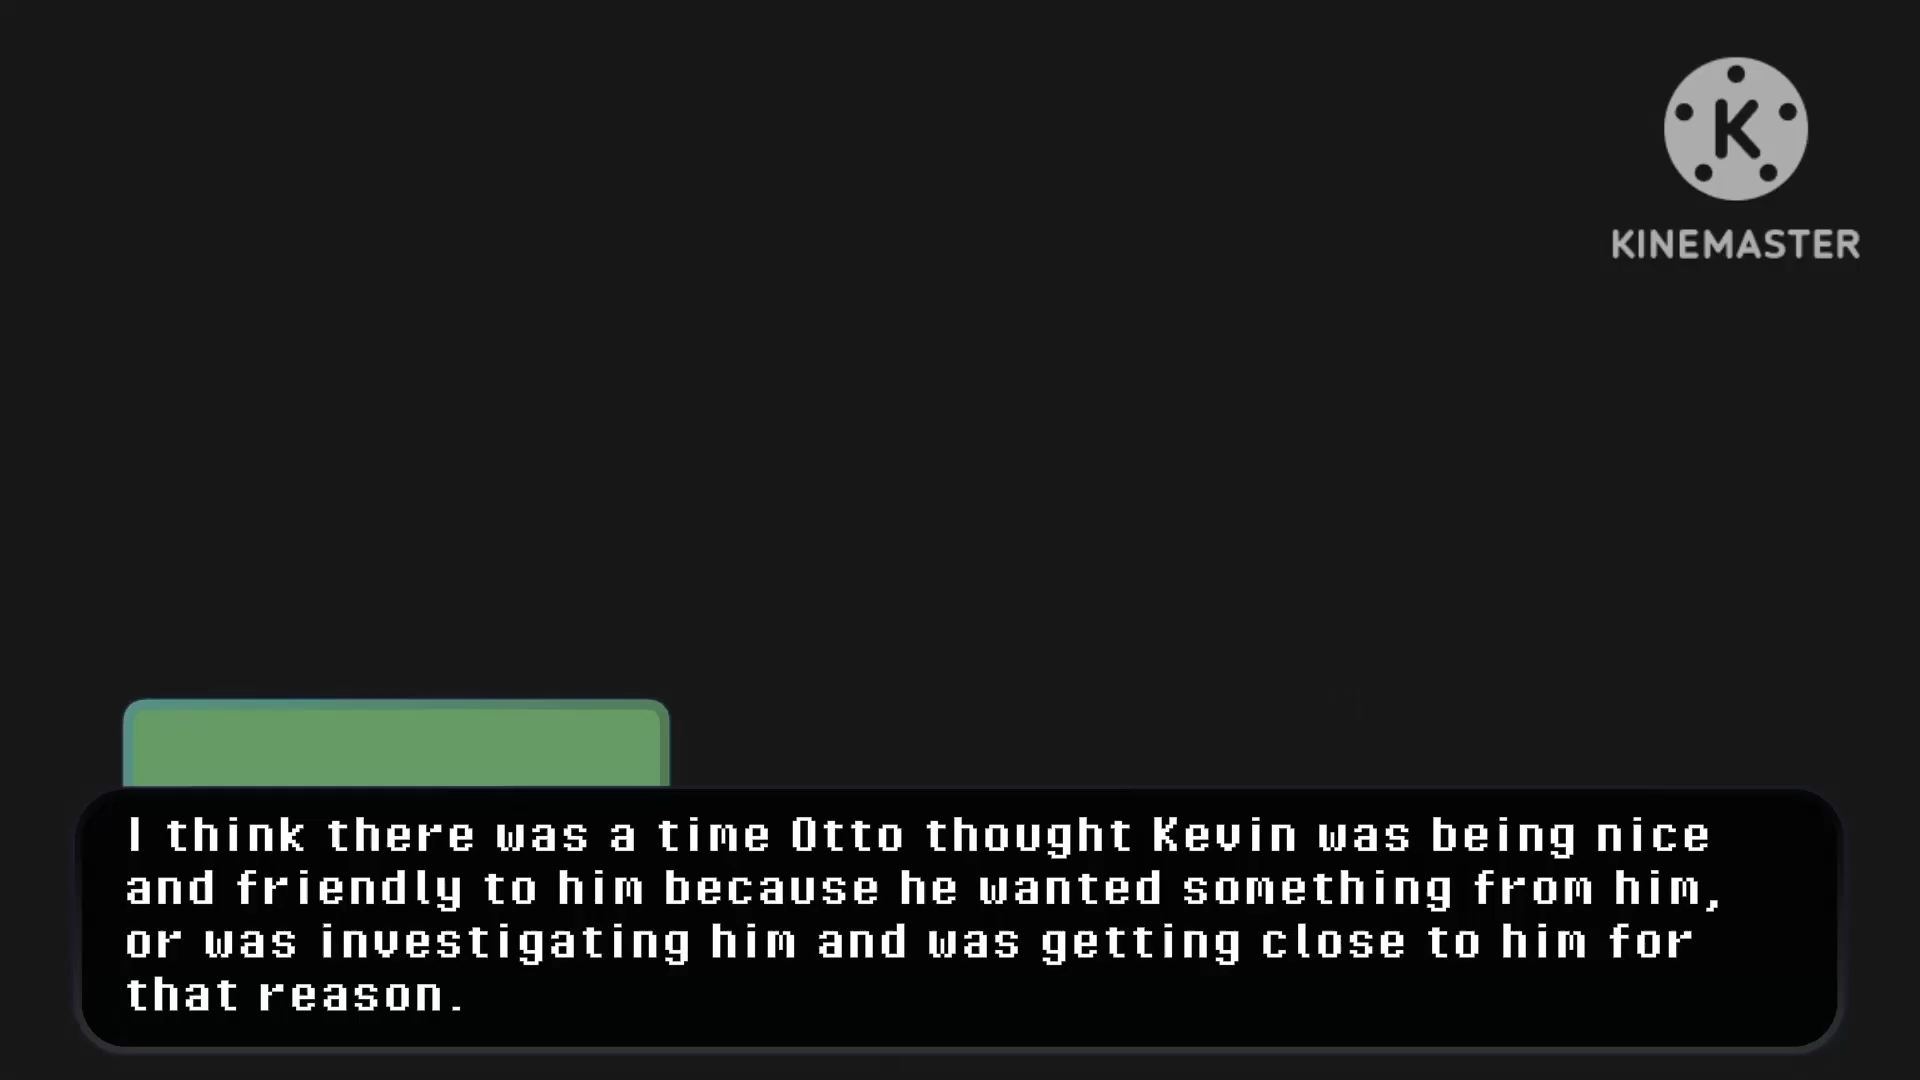 K
KINEMASTER
I think there was a time Otto thought Kevin was being nice
and friendly to him because he wanted something from him,
or was investigating him and was getting close to him for
that reason.